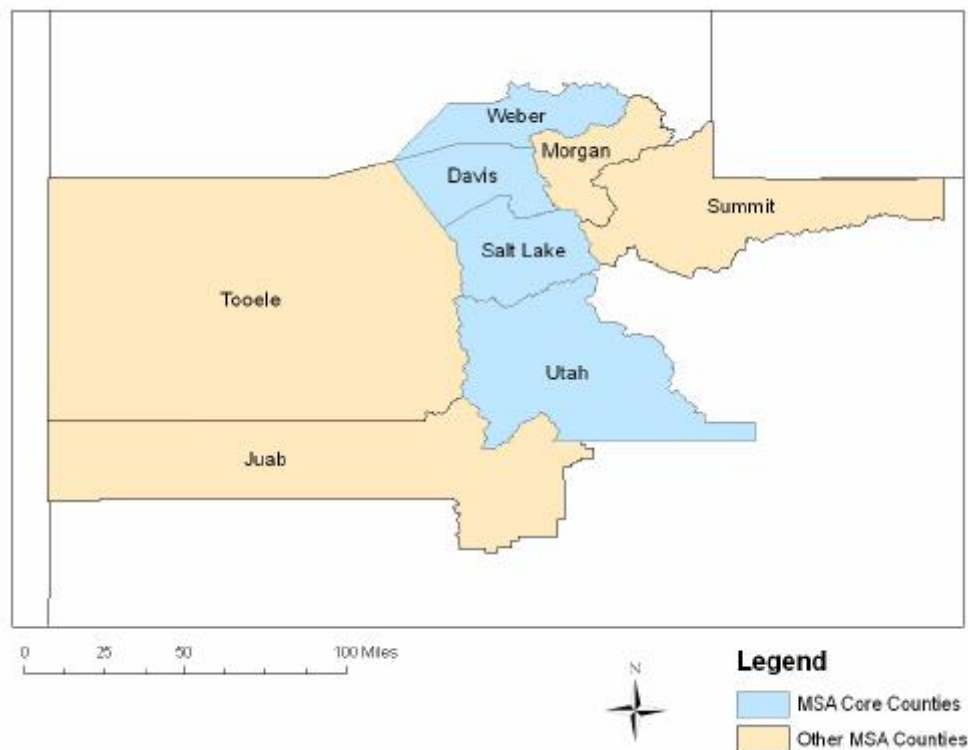 Weber
Morgan
Davis
Summit
Salt Lake
Tooele
Utah
Juab
0 25 50 100 Miles
N
Legend
MSA Core Counties
Other MSA Counties